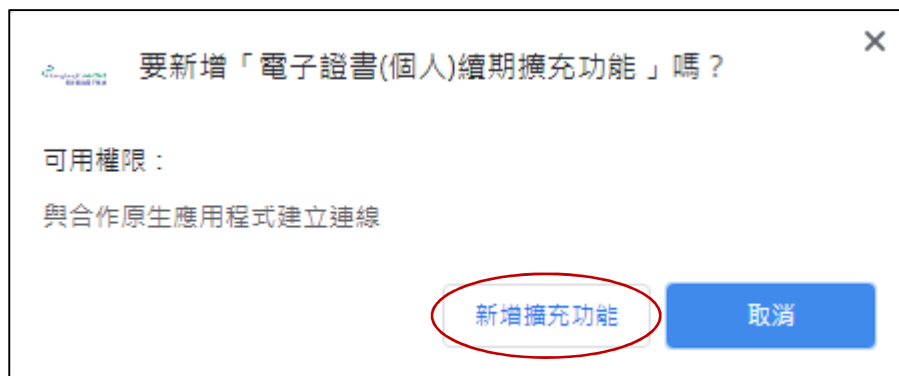 要新增「電子證書(個人)續期擴充功能」嗎？
可用權限：
與合作原生應用程式建立連線
新增擴充功能
取消